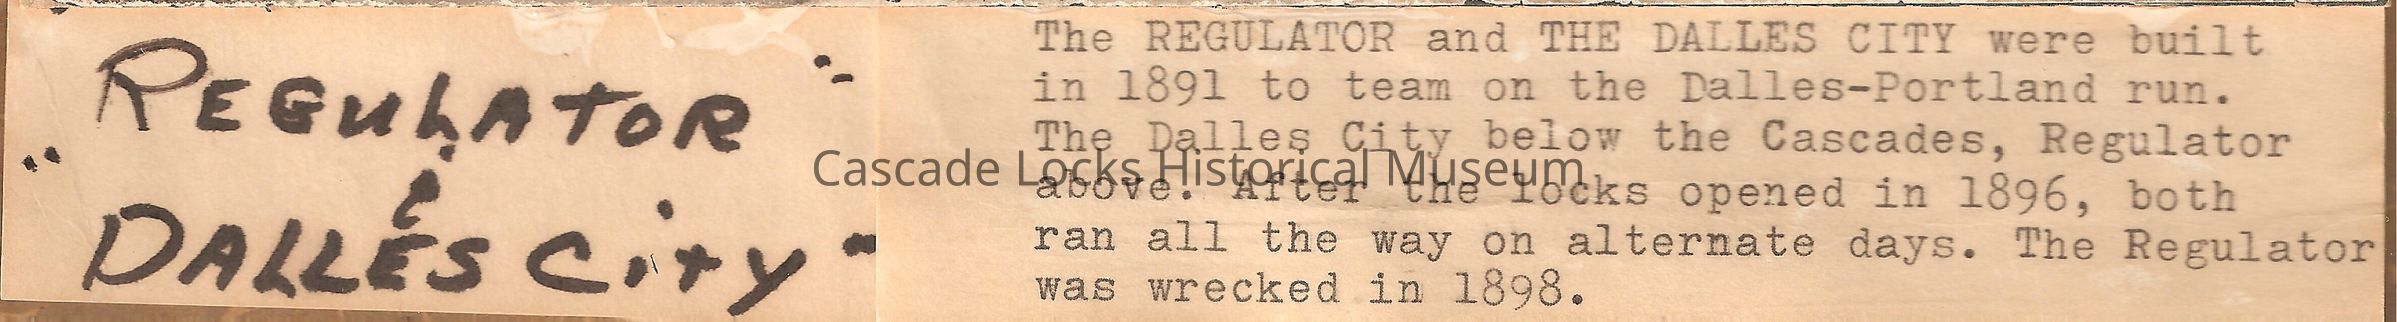 "REGULATOR"
&
"DALLES City"
The REGULATOR and THE DALLES CITY were built
in 1891 to team on the Dalles-Portland run.
The Dalles City below the Cascades, Regulator
above. After the locks opened in 1896, both
ran all the way on alternate days. The Regulator
was wrecked in 1898.
Cascade Locks Historical Museum